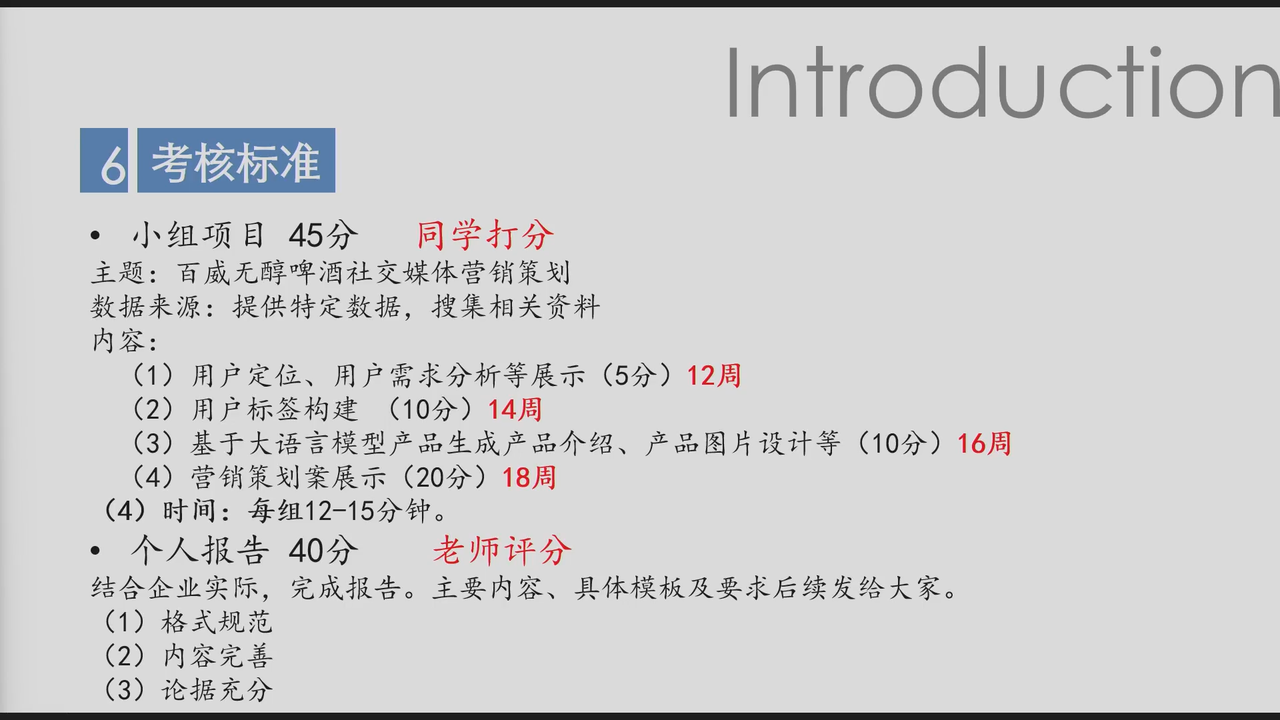 Introduction
6 考核标准
• 小组项目 45分 同学打分
主题：百威无醇啤酒社交媒体营销策划
数据来源：提供特定数据，搜集相关资料
内容：
（1）用户定位、用户需求分析等展示（5分）12周
（2）用户标签构建 （10分）14周
（3）基于大语言模型产品生成产品介绍、产品图片设计等（10分）16周
（4）营销策划案展示（20分）18周
（4）时间：每组12-15分钟。
• 个人报告 40分 老师评分
结合企业实际，完成报告。主要内容、具体模板及要求后续发给大家。
（1）格式规范
（2）内容完善
（3）论据充分